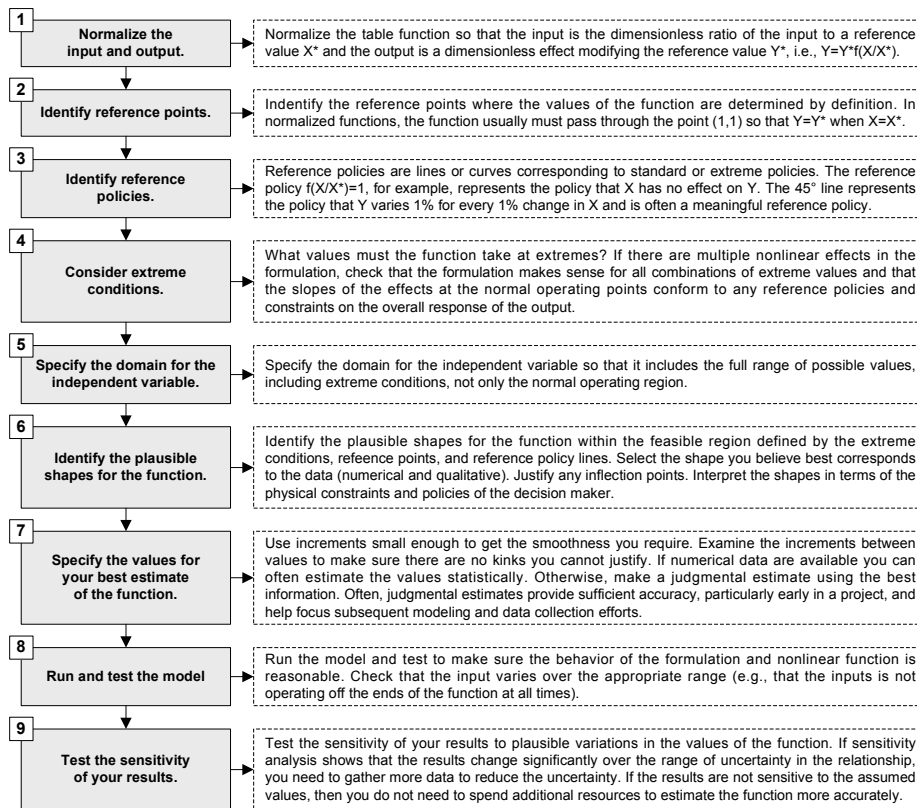 1
Normalize the
input and output.
Normalize the table function so that the input is the dimensionless ratio of the input to a reference
value X* and the output is a dimensionless effect modifying the reference value Y*, i.e., Y=Y*f(X/X*).
2
Identify reference points.
Indentify the reference points where the values of the function are determined by definition. In
normalized functions, the function usually must pass through the point (1,1) so that Y=Y* when X=X*.
3
Identify reference
policies.
Reference policies are lines or curves corresponding to standard or extreme policies. The reference
policy f(X/X*)=1, for example, represents the policy that X has no effect on Y. The 45° line represents
the policy that Y varies 1% for every 1% change in X and is often a meaningful reference policy.
4
Consider extreme
conditions.
What values must the function take at extremes? If there are multiple nonlinear effects in the
formulation, check that the formulation makes sense for all combinations of extreme values and that
the slopes of the effects at the normal operating points conform to any reference policies and
constraints on the overall response of the output.
5
Specify the domain for the
independent variable.
Specify the domain for the independent variable so that it includes the full range of possible values,
including extreme conditions, not only the normal operating region.
6
Identify the plausible
shapes for the function.
Identify the plausible shapes for the function within the feasible region defined by the extreme
conditions, refeence points, and reference policy lines. Select the shape you believe best corresponds
to the data (numerical and qualitative). Justify any inflection points. Interpret the shapes in terms of the
physical constraints and policies of the decision maker.
7
Specify the values for
your best estimate
of the function.
Use increments small enough to get the smoothness you require. Examine the increments between
values to make sure there are no kinks you cannot justify. If numerical data are available you can
often estimate the values statistically. Otherwise, make a judgmental estimate using the best
information. Often, judgmental estimates provide sufficient accuracy, particularly early in a project, and
help focus subsequent modeling and data collection efforts.
8
Run and test the model
Run the model and test to make sure the behavior of the formulation and nonlinear function is
reasonable. Check that the input varies over the appropriate range (e.g., that the inputs is not
operating off the ends of the function at all times).
9
Test the sensitivity
of your results.
Test the sensitivity of your results to plausible variations in the values of the function. If sensitivity
analysis shows that the results change significantly over the range of uncertainty in the relationship,
you need to gather more data to reduce the uncertainty. If the results are not sensitive to the assumed
values, then you do not need to spend additional resources to estimate the function more accurately.